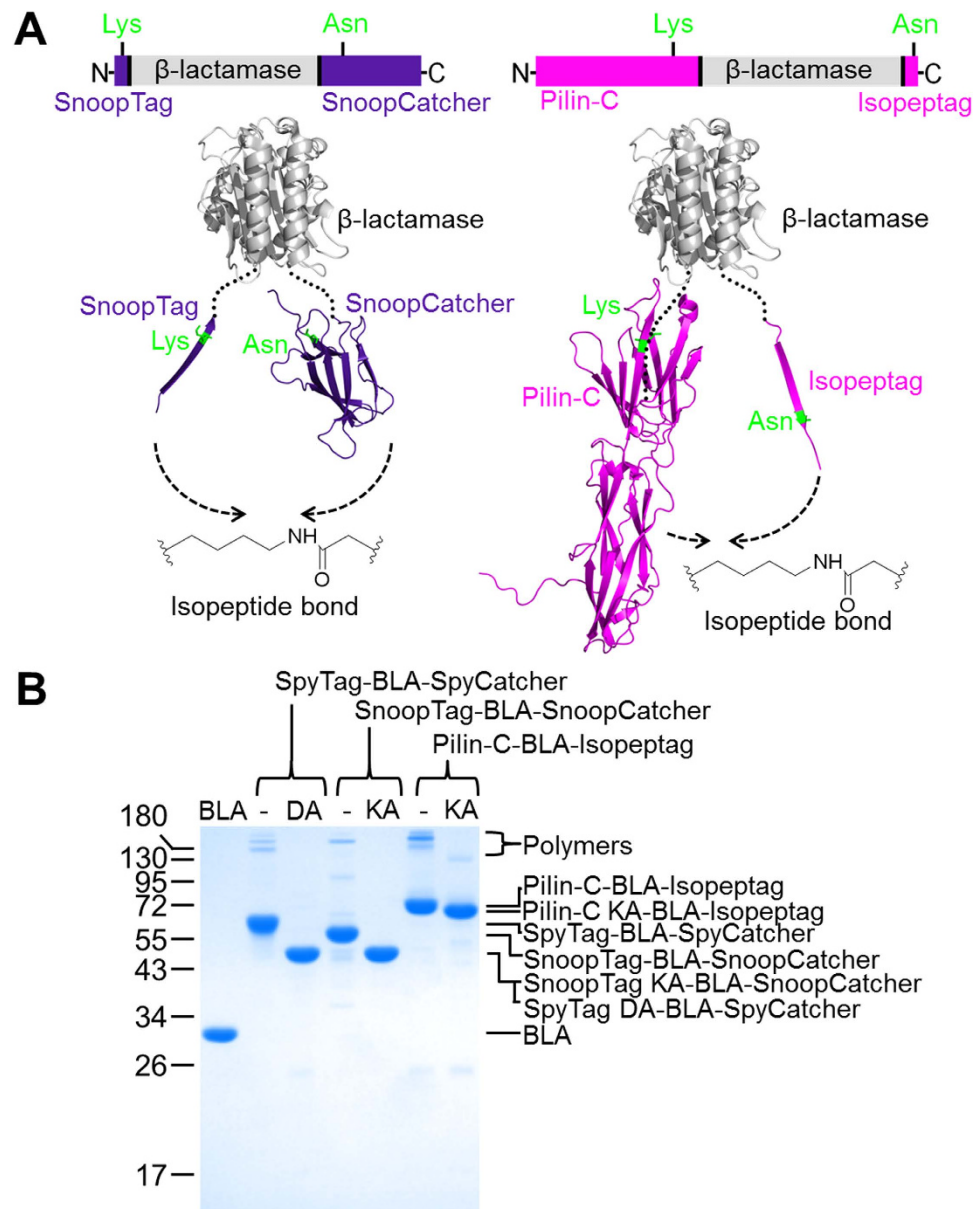 A
Lys
Asn
Lys
Asn
N
β-lactamase
C
N
β-lactamase
C
SnoopTag
SnoopCatcher
Pilin-C
Isopeptag
β-lactamase
β-lactamase
SnoopTag
SnoopCatcher
Lys
Asn
Lys
Pilin-C
Isopeptag
Asn
NH
O
Isopeptide bond
NH
O
Isopeptide bond
B
SpyTag-BLA-SpyCatcher
SnoopTag-BLA-SnoopCatcher
Pilin-C-BLA-Isopeptag
BLA - DA - KA - KA
180
130
95
72
55
43
34
26
17
Polymers
Pilin-C-BLA-Isopeptag
Pilin-C KA-BLA-Isopeptag
SpyTag-BLA-SpyCatcher
SnoopTag-BLA-SnoopCatcher
SnoopTag KA-BLA-SnoopCatcher
SpyTag DA-BLA-SpyCatcher
BLA